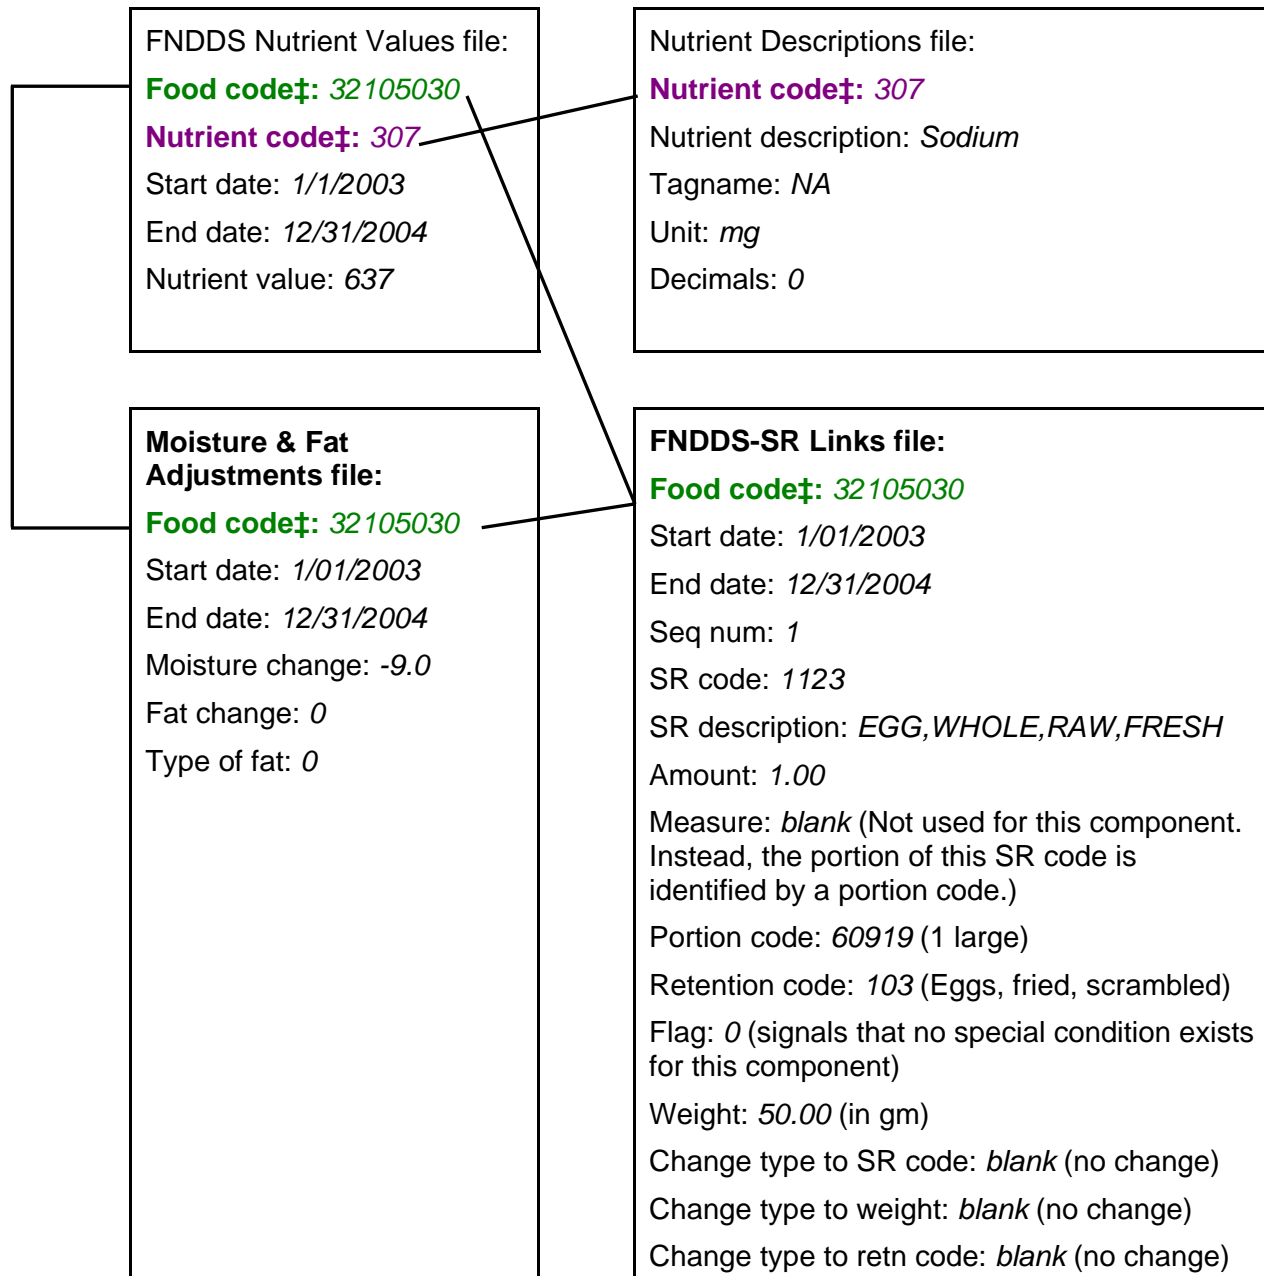 FNDDS Nutrient Values file:
Food code‡: 32105030
Nutrient code‡: 307
Start date: 1/1/2003
End date: 12/31/2004
Nutrient value: 637
Nutrient Descriptions file:
Nutrient code‡: 307
Nutrient description: Sodium
Tagname: NA
Unit: mg
Decimals: 0
Moisture & Fat
Adjustments file:
Food code‡: 32105030
Start date: 1/01/2003
End date: 12/31/2004
Moisture change: -9.0
Fat change: 0
Type of fat: 0
FNDDS-SR Links file:
Food code‡: 32105030
Start date: 1/01/2003
End date: 12/31/2004
Seq num: 1
SR code: 1123
SR description: EGG,WHOLE,RAW,FRESH
Amount: 1.00
Measure: blank (Not used for this component.
Instead, the portion of this SR code is
identified by a portion code.)
Portion code: 60919 (1 large)
Retention code: 103 (Eggs, fried, scrambled)
Flag: 0 (signals that no special condition exists
for this component)
Weight: 50.00 (in gm)
Change type to SR code: blank (no change)
Change type to weight: blank (no change)
Change type to retn code: blank (no change)